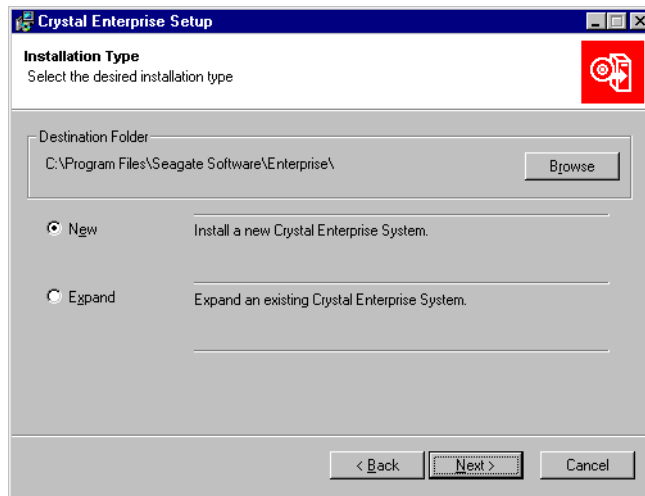 Crystal Enterprise Setup
Installation Type
Select the desired installation type
Destination Folder
C:\Program Files\Seagate Software\Enterprise\
Browse
New
Install a new Crystal Enterprise System.
Expand
Expand an existing Crystal Enterprise System.
< Back
Next >
Cancel